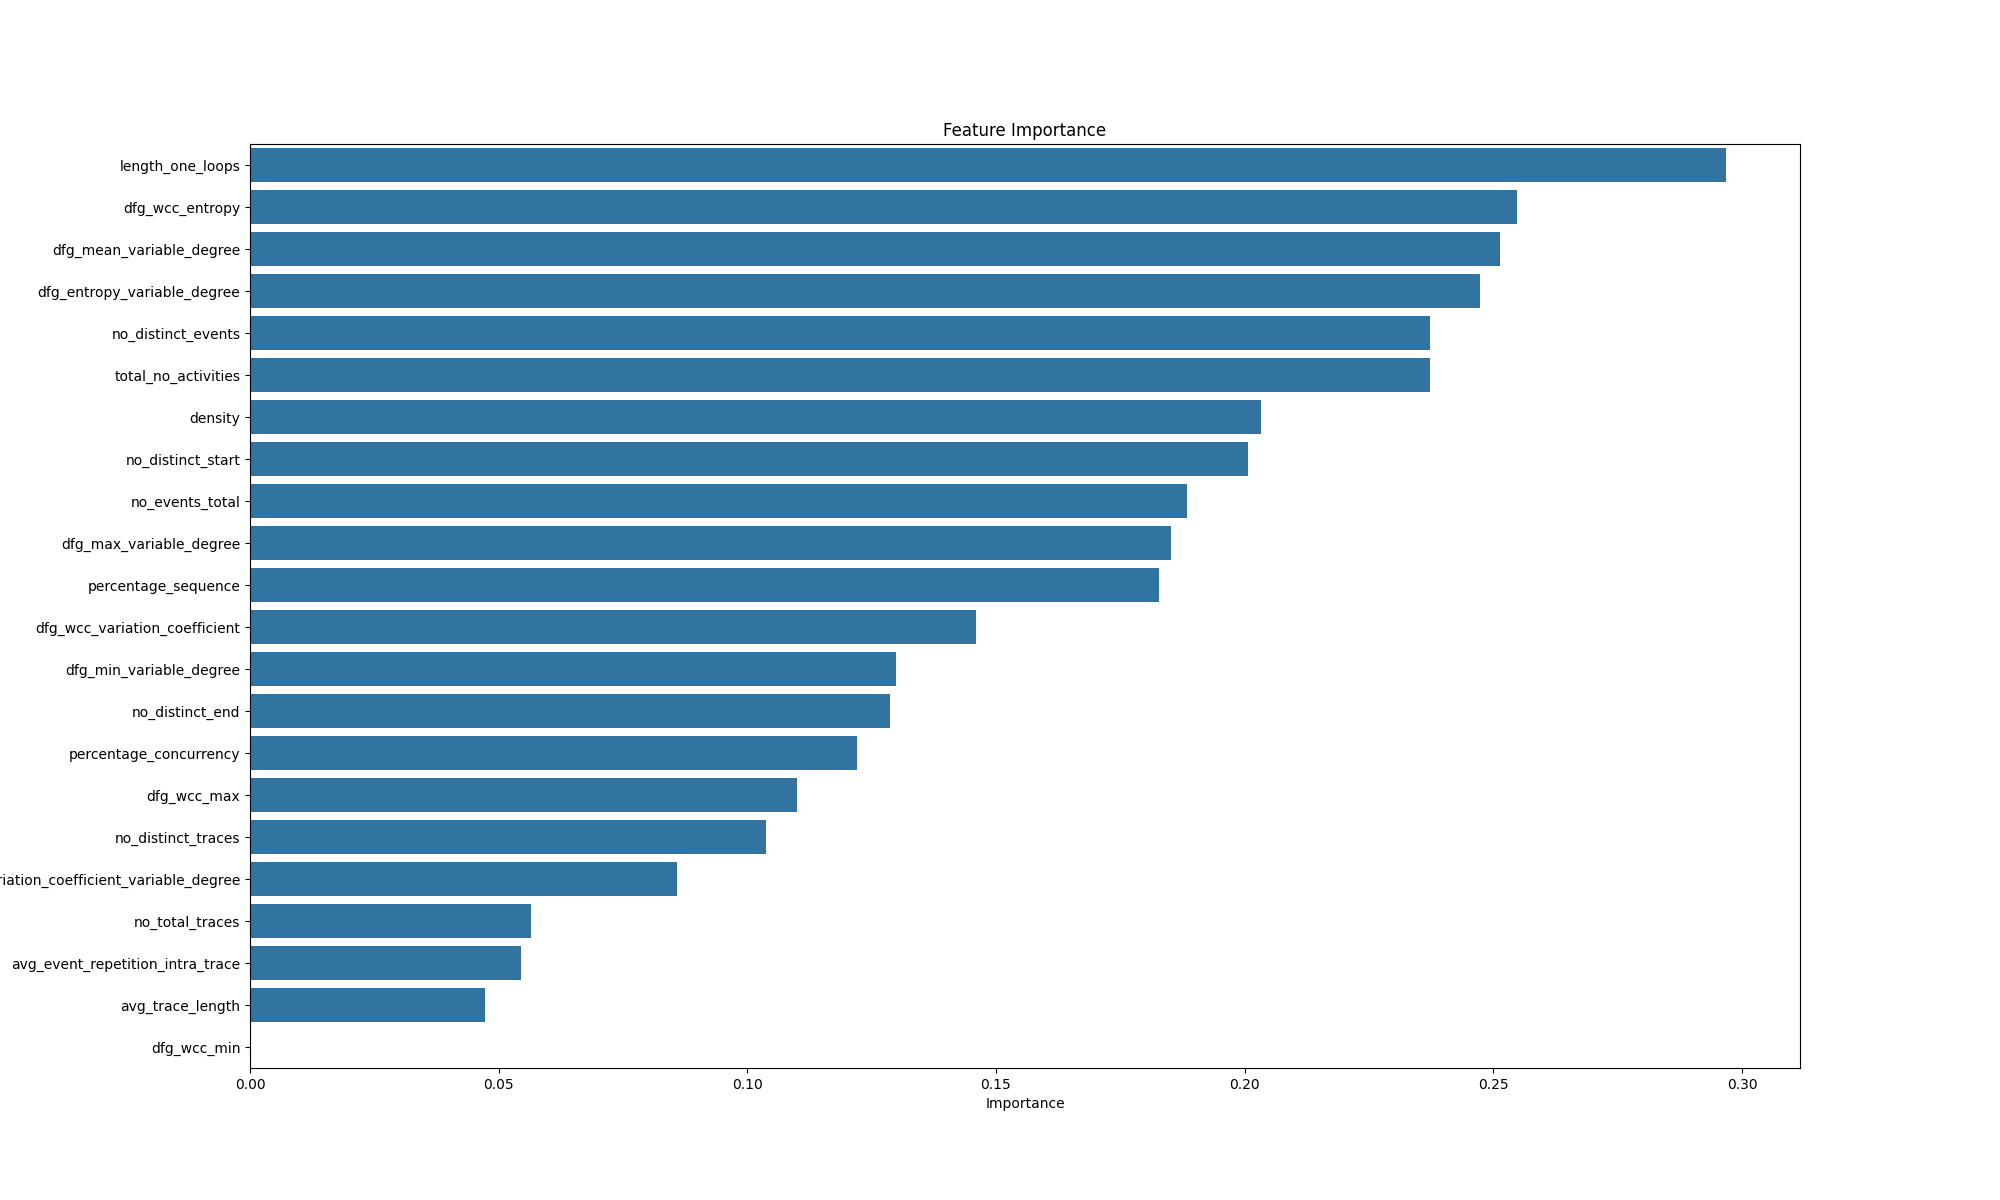 Feature Importance
length_one_loops
dfg_wcc_entropy
dfg_mean_variable_degree
dfg_entropy_variable_degree
no_distinct_events
total_no_activities
density
no_distinct_start
no_events_total
dfg_max_variable_degree
percentage_sequence
dfg_wcc_variation_coefficient
dfg_min_variable_degree
no_distinct_end
percentage_concurrency
dfg_wcc_max
no_distinct_traces
riation_coefficient_variable_degree
no_total_traces
avg_event_repetition_intra_trace
avg_trace_length
dfg_wcc_min
0.00 0.05 0.10 0.15 0.20 0.25 0.30
Importance